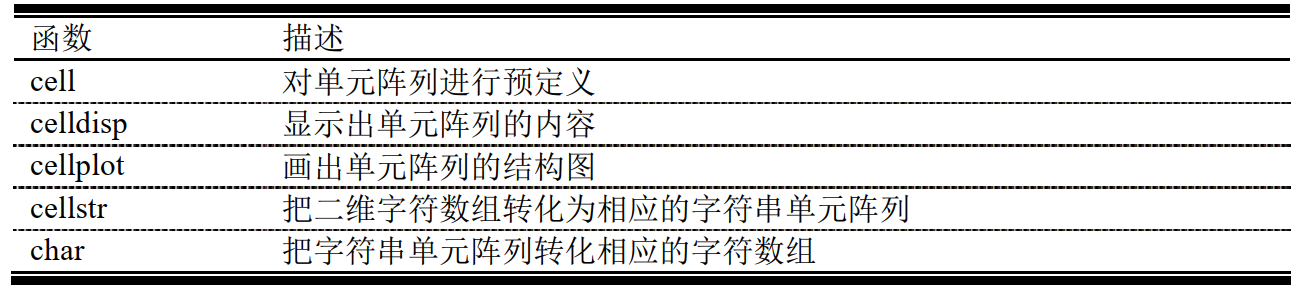 函数 描述
cell 对单元阵列进行预定义
celldisp 显示出单元阵列的内容
cellplot 画出单元阵列的结构图
cellstr 把二维字符数组转化为相应的字符串单元阵列
char 把字符串单元阵列转化相应的字符数组